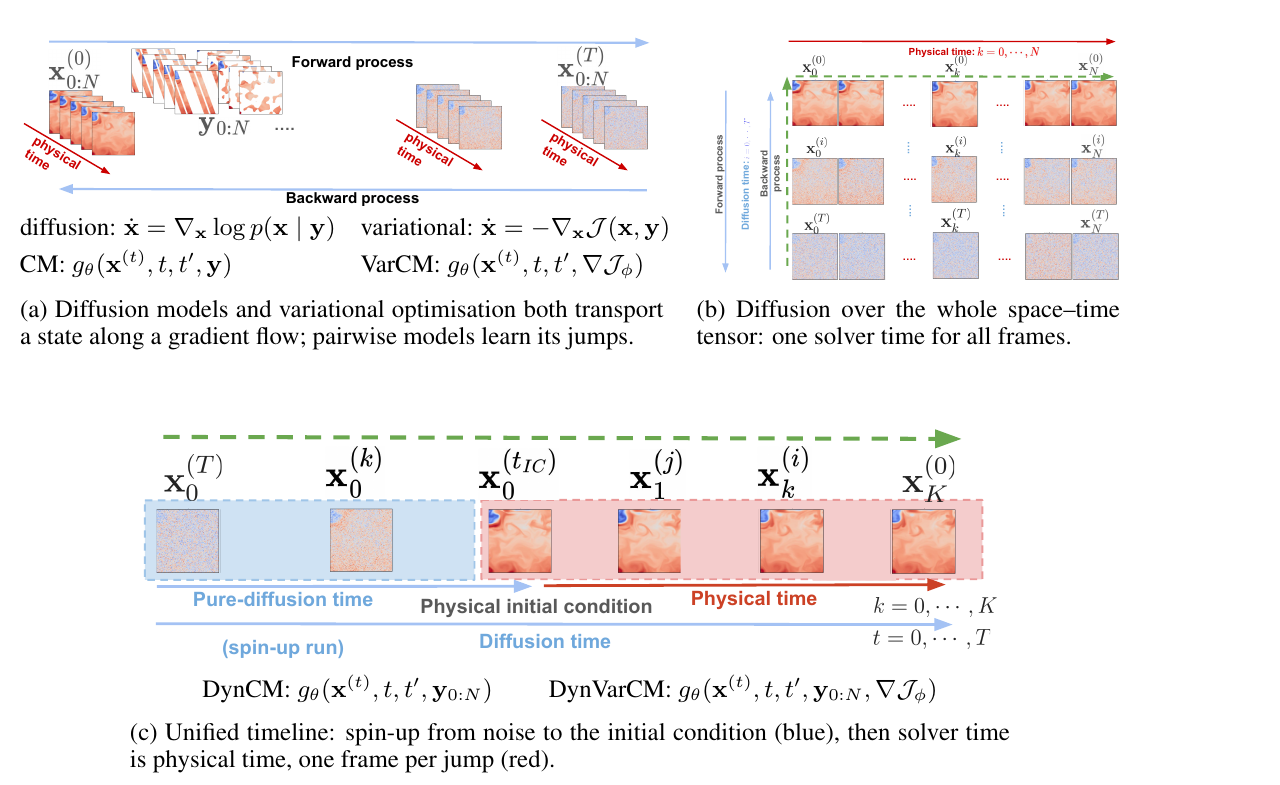 Forward process
x_{0:N}^{(0)}
x_{0:N}^{(T)}
y_{0:N} ....
physical time
physical time
physical time
Backward process
diffusion: ẋ = ∇_x log p(x | y) variational: ẋ = −∇_x 𝒥(x, y)
CM: g_θ(x^{(t)}, t, t′, y) VarCM: g_θ(x^{(t)}, t, t′, ∇𝒥_ϕ)
(a) Diffusion models and variational optimisation both transport
a state along a gradient flow; pairwise models learn its jumps.
Physical time: k = 0, ⋯ , N
x_0^{(0)} x_k^{(0)} x_N^{(0)}
.... ....
x_0^{(i)} x_k^{(i)} x_N^{(i)}
.... ....
x_0^{(T)} x_k^{(T)} x_N^{(T)}
.... ....
Forward process
Diffusion time:
Backward process
(b) Diffusion over the whole space–time
tensor: one solver time for all frames.
x_0^{(T)} x_0^{(k)} x_0^{(t_{IC})} x_1^{(j)} x_k^{(i)} x_K^{(0)}
Pure-diffusion time
Physical initial condition
Physical time
k = 0, ⋯ , K
(spin-up run)
Diffusion time
t = 0, ⋯ , T
DynCM: g_θ(x^{(t)}, t, t′, y_{0:N}) DynVarCM: g_θ(x^{(t)}, t, t′, y_{0:N}, ∇𝒥_ϕ)
(c) Unified timeline: spin-up from noise to the initial condition (blue), then solver time
is physical time, one frame per jump (red).